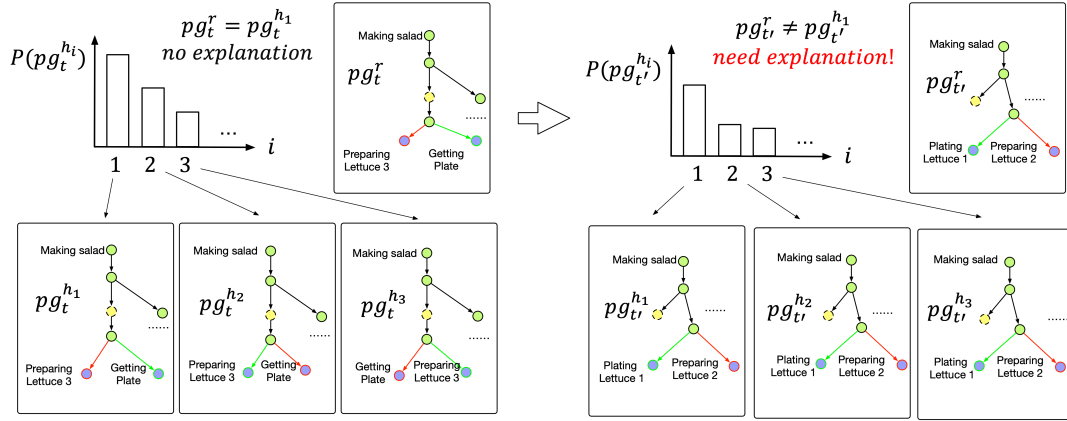 P(pg_t^{h_i})
pg_t^r = pg_t^{h_1}
no explanation
1 2 3 ... i
Making salad
pg_t^r
......
Preparing
Lettuce 3
Getting
Plate
Making salad
pg_t^{h_1}
......
Preparing
Lettuce 3
Getting
Plate
Making salad
pg_t^{h_2}
......
Preparing
Lettuce 3
Getting
Plate
Making salad
pg_t^{h_3}
......
Getting
Plate
Preparing
Lettuce 3
P(pg_{t'}^{h_i})
pg_{t'}^r ≠ pg_{t'}^{h_1}
need explanation!
1 2 3 ... i
Making salad
pg_{t'}^r
......
Plating
Lettuce 1
Preparing
Lettuce 2
Making salad
pg_{t'}^{h_1}
......
Plating
Lettuce 1
Preparing
Lettuce 2
Making salad
pg_{t'}^{h_2}
......
Plating
Lettuce 1
Preparing
Lettuce 2
Making salad
pg_{t'}^{h_3}
......
Plating
Lettuce 1
Preparing
Lettuce 2